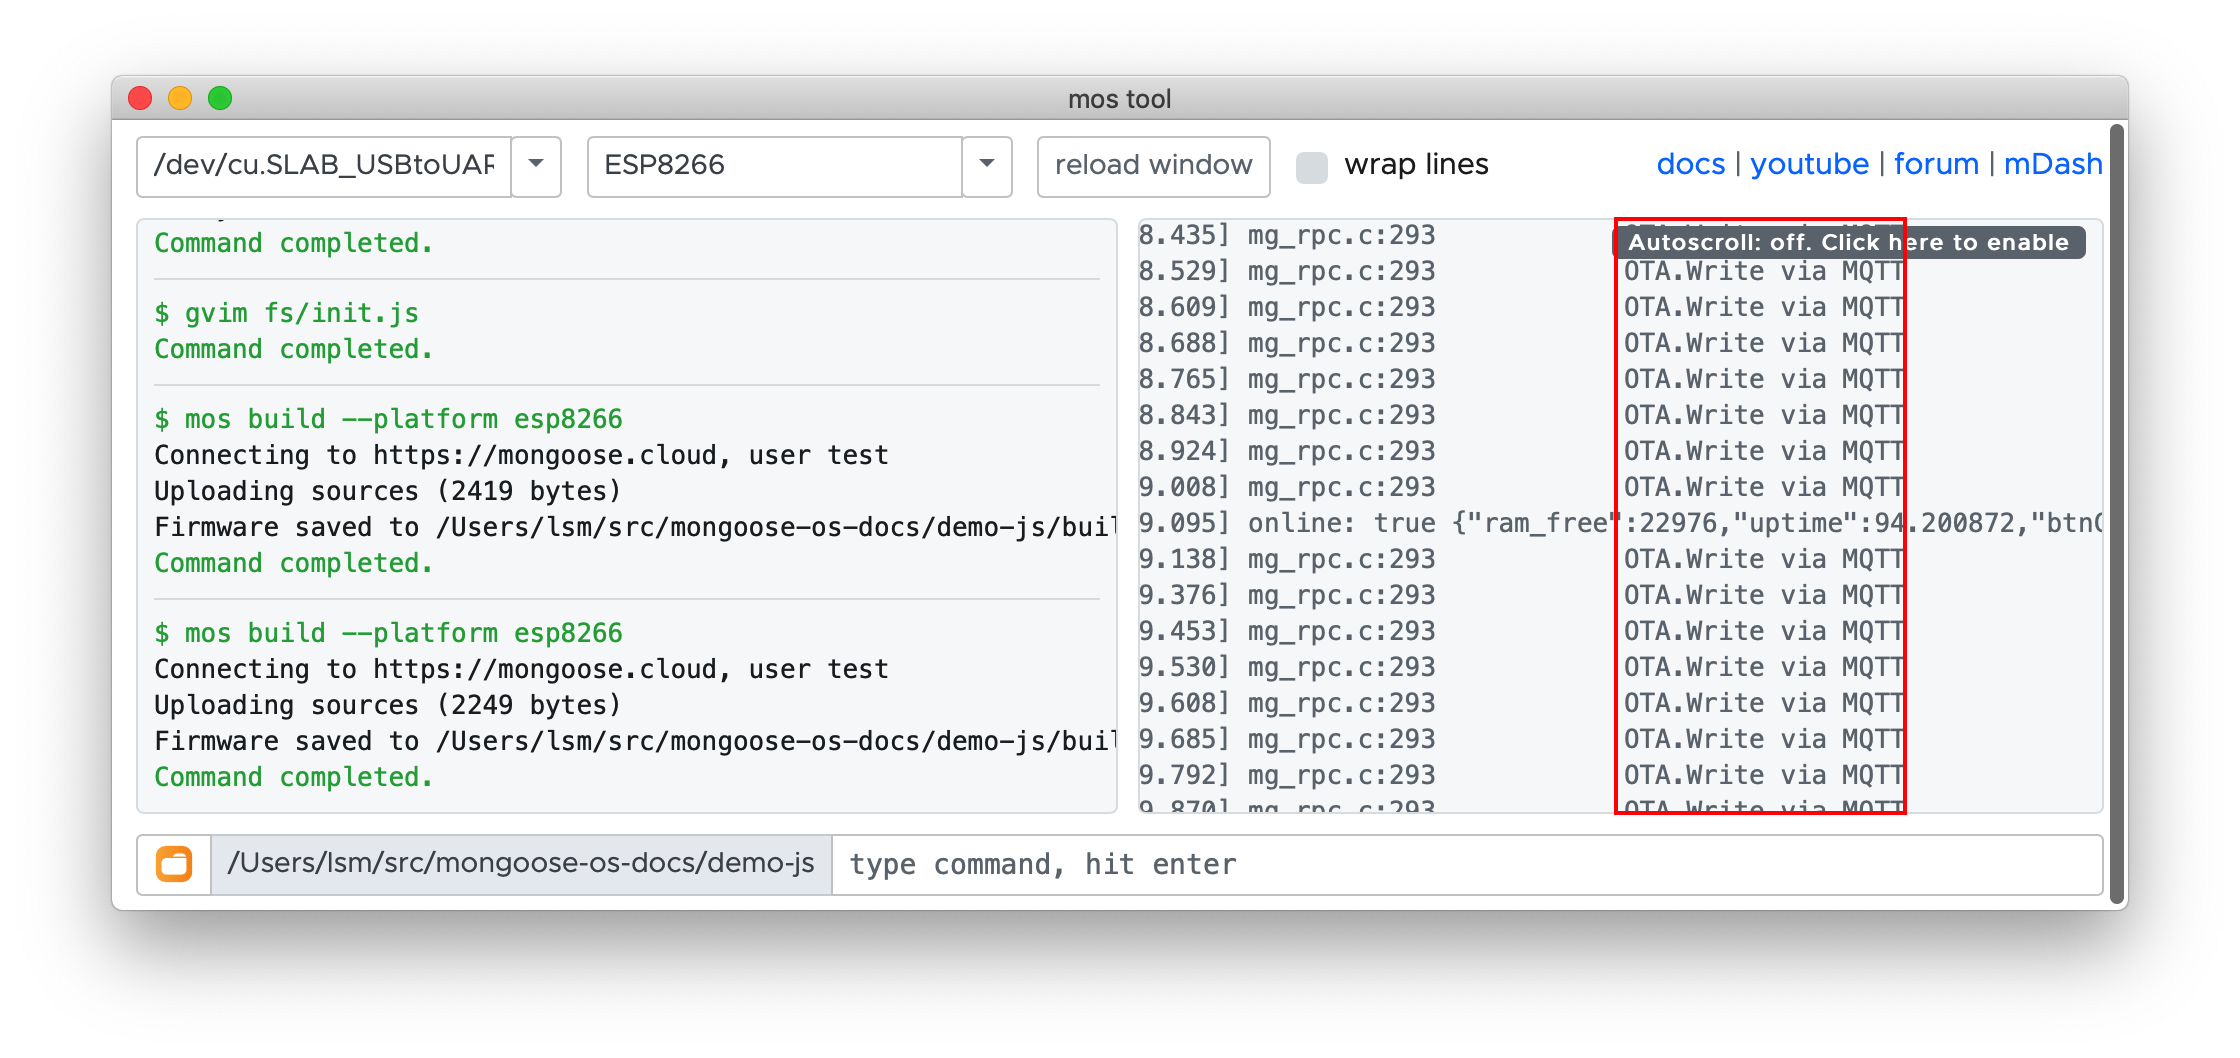 mos tool
/dev/cu.SLAB_USBtoUAR
ESP8266
reload window
wrap lines
docs | youtube | forum | mDash
Command completed.
$ gvim fs/init.js
Command completed.
$ mos build --platform esp8266
Connecting to https://mongoose.cloud, user test
Uploading sources (2419 bytes)
Firmware saved to /Users/lsm/src/mongoose-os-docs/demo-js/buil
Command completed.
$ mos build --platform esp8266
Connecting to https://mongoose.cloud, user test
Uploading sources (2249 bytes)
Firmware saved to /Users/lsm/src/mongoose-os-docs/demo-js/buil
Command completed.
8.435] mg_rpc.c:293
Autoscroll: off. Click here to enable
8.529] mg_rpc.c:293 OTA.Write via MQTT
8.609] mg_rpc.c:293 OTA.Write via MQTT
8.688] mg_rpc.c:293 OTA.Write via MQTT
8.765] mg_rpc.c:293 OTA.Write via MQTT
8.843] mg_rpc.c:293 OTA.Write via MQTT
8.924] mg_rpc.c:293 OTA.Write via MQTT
9.008] mg_rpc.c:293 OTA.Write via MQTT
9.095] online: true {"ram_free":22976,"uptime":94.200872,"btnC
9.138] mg_rpc.c:293 OTA.Write via MQTT
9.376] mg_rpc.c:293 OTA.Write via MQTT
9.453] mg_rpc.c:293 OTA.Write via MQTT
9.530] mg_rpc.c:293 OTA.Write via MQTT
9.608] mg_rpc.c:293 OTA.Write via MQTT
9.685] mg_rpc.c:293 OTA.Write via MQTT
9.792] mg_rpc.c:293 OTA.Write via MQTT
9.870] mg_rpc.c:293 OTA.Write via MQTT
/Users/lsm/src/mongoose-os-docs/demo-js
type command, hit enter